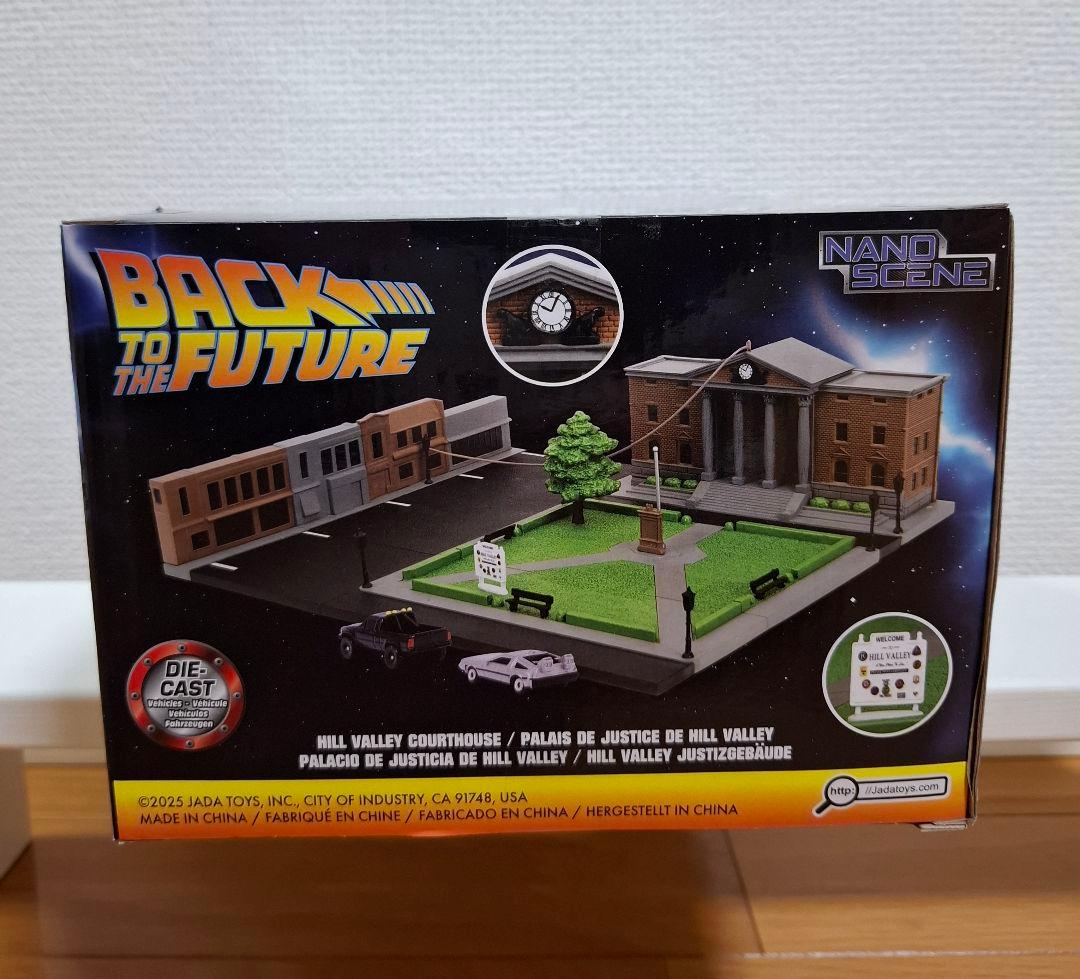 BACK
TO THE FUTURE
NANO
SCENE
WELCOME
TO
HILL VALLEY
DIE-
CAST
Vehicles - Véhicule
Vehículos
Fahrzeugen
HILL VALLEY COURTHOUSE / PALAIS DE JUSTICE DE HILL VALLEY
PALACIO DE JUSTICIA DE HILL VALLEY / HILL VALLEY JUSTIZGEBÄUDE
©2025 JADA TOYS, INC., CITY OF INDUSTRY, CA 91748, USA
MADE IN CHINA / FABRIQUÉ EN CHINE / FABRICADO EN CHINA / HERGESTELLT IN CHINA
http: //Jadatoys.com